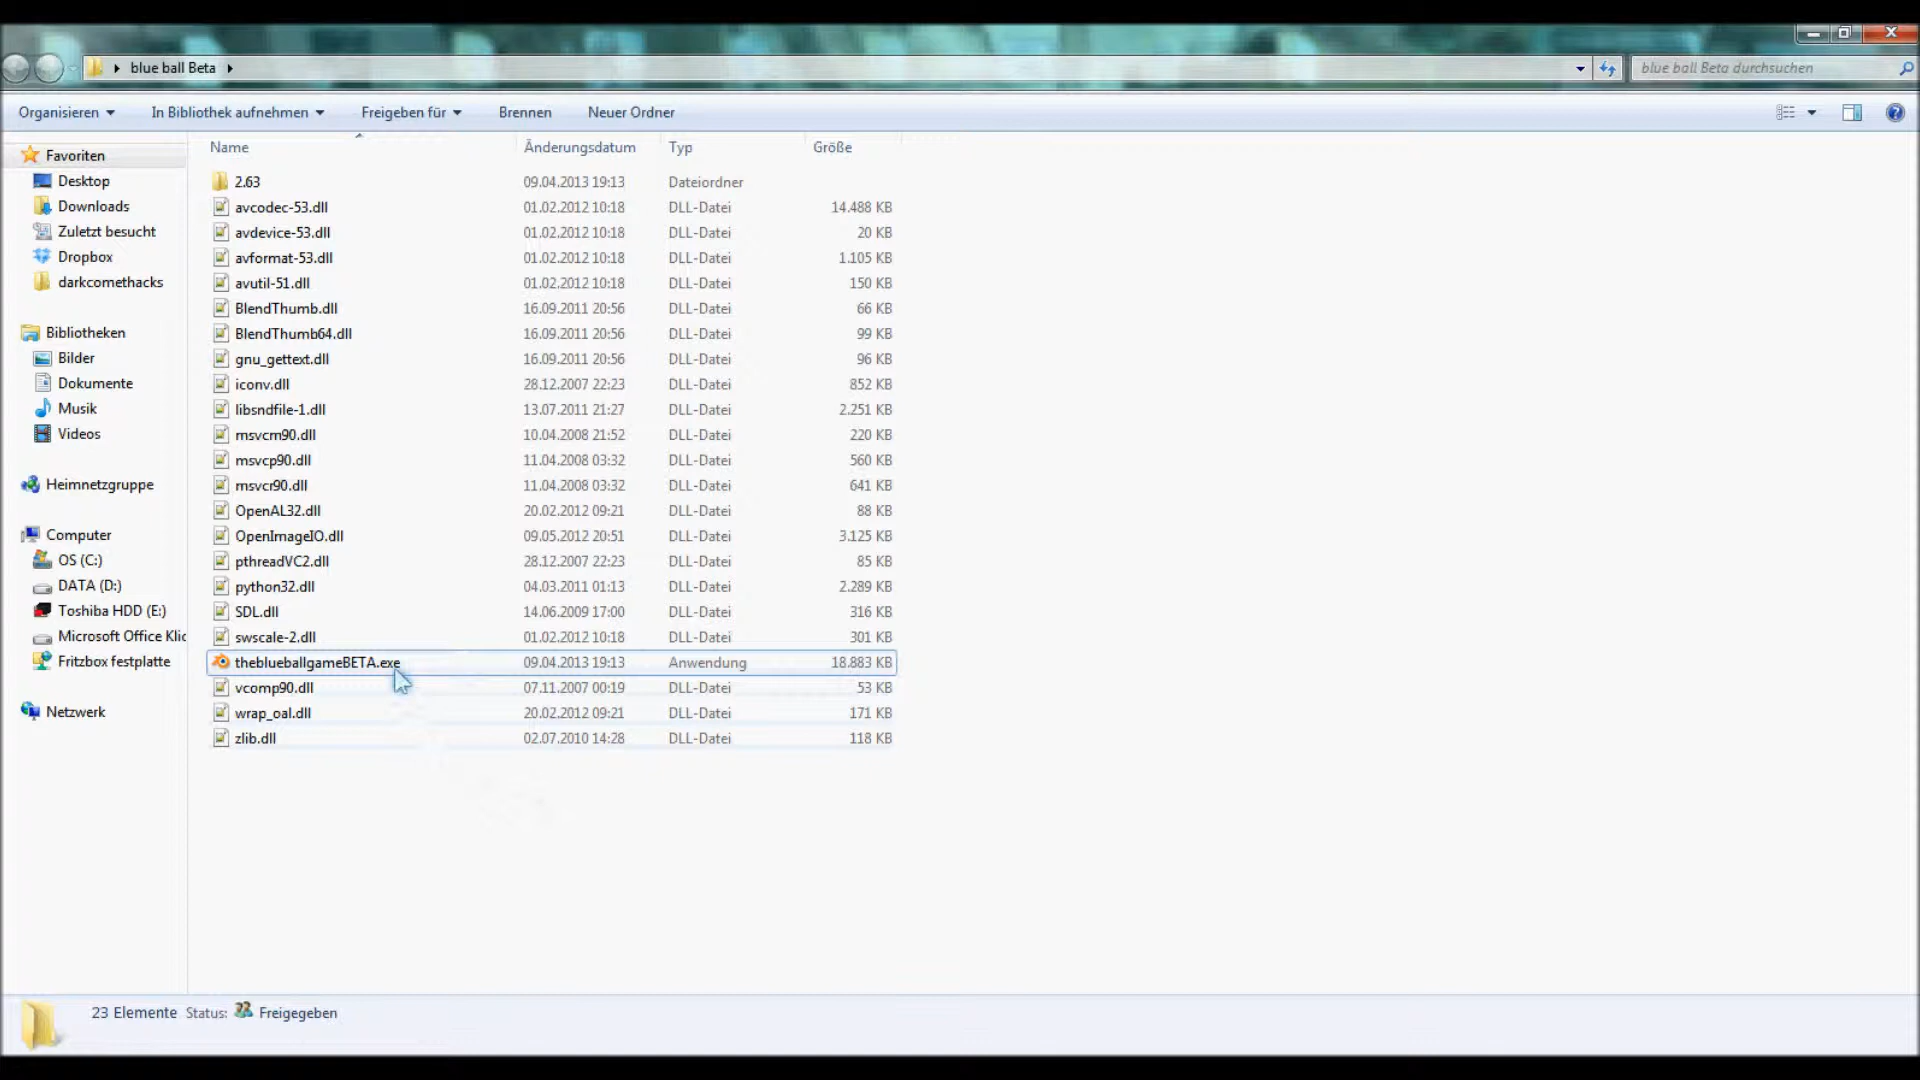 blue ball Beta
blue ball Beta durchsuchen
Organisieren In Bibliothek aufnehmen Freigeben für Brennen Neuer Ordner
Name Änderungsdatum Typ Größe
Favoriten
Desktop
Downloads
Zuletzt besucht
Dropbox
darkcomethacks
Bibliotheken
Bilder
Dokumente
Musik
Videos
Heimnetzgruppe
Computer
OS (C:)
DATA (D:)
Toshiba HDD (E:)
Microsoft Office Klic
Fritzbox festplatte
Netzwerk
2.63 09.04.2013 19:13 Dateiordner
avcodec-53.dll 01.02.2012 10:18 DLL-Datei 14.488 KB
avdevice-53.dll 01.02.2012 10:18 DLL-Datei 20 KB
avformat-53.dll 01.02.2012 10:18 DLL-Datei 1.105 KB
avutil-51.dll 01.02.2012 10:18 DLL-Datei 150 KB
BlendThumb.dll 16.09.2011 20:56 DLL-Datei 66 KB
BlendThumb64.dll 16.09.2011 20:56 DLL-Datei 99 KB
gnu_gettext.dll 16.09.2011 20:56 DLL-Datei 96 KB
iconv.dll 28.12.2007 22:23 DLL-Datei 852 KB
libsndfile-1.dll 13.07.2011 21:27 DLL-Datei 2.251 KB
msvcm90.dll 10.04.2008 21:52 DLL-Datei 220 KB
msvcp90.dll 11.04.2008 03:32 DLL-Datei 560 KB
msvcr90.dll 11.04.2008 03:32 DLL-Datei 641 KB
OpenAL32.dll 20.02.2012 09:21 DLL-Datei 88 KB
OpenImageIO.dll 09.05.2012 20:51 DLL-Datei 3.125 KB
pthreadVC2.dll 28.12.2007 22:23 DLL-Datei 85 KB
python32.dll 04.03.2011 01:13 DLL-Datei 2.289 KB
SDL.dll 14.06.2009 17:00 DLL-Datei 316 KB
swscale-2.dll 01.02.2012 10:18 DLL-Datei 301 KB
theblueballgameBETA.exe 09.04.2013 19:13 Anwendung 18.883 KB
vcomp90.dll 07.11.2007 00:19 DLL-Datei 53 KB
wrap_oal.dll 20.02.2012 09:21 DLL-Datei 171 KB
zlib.dll 02.07.2010 14:28 DLL-Datei 118 KB
23 Elemente Status: Freigegeben